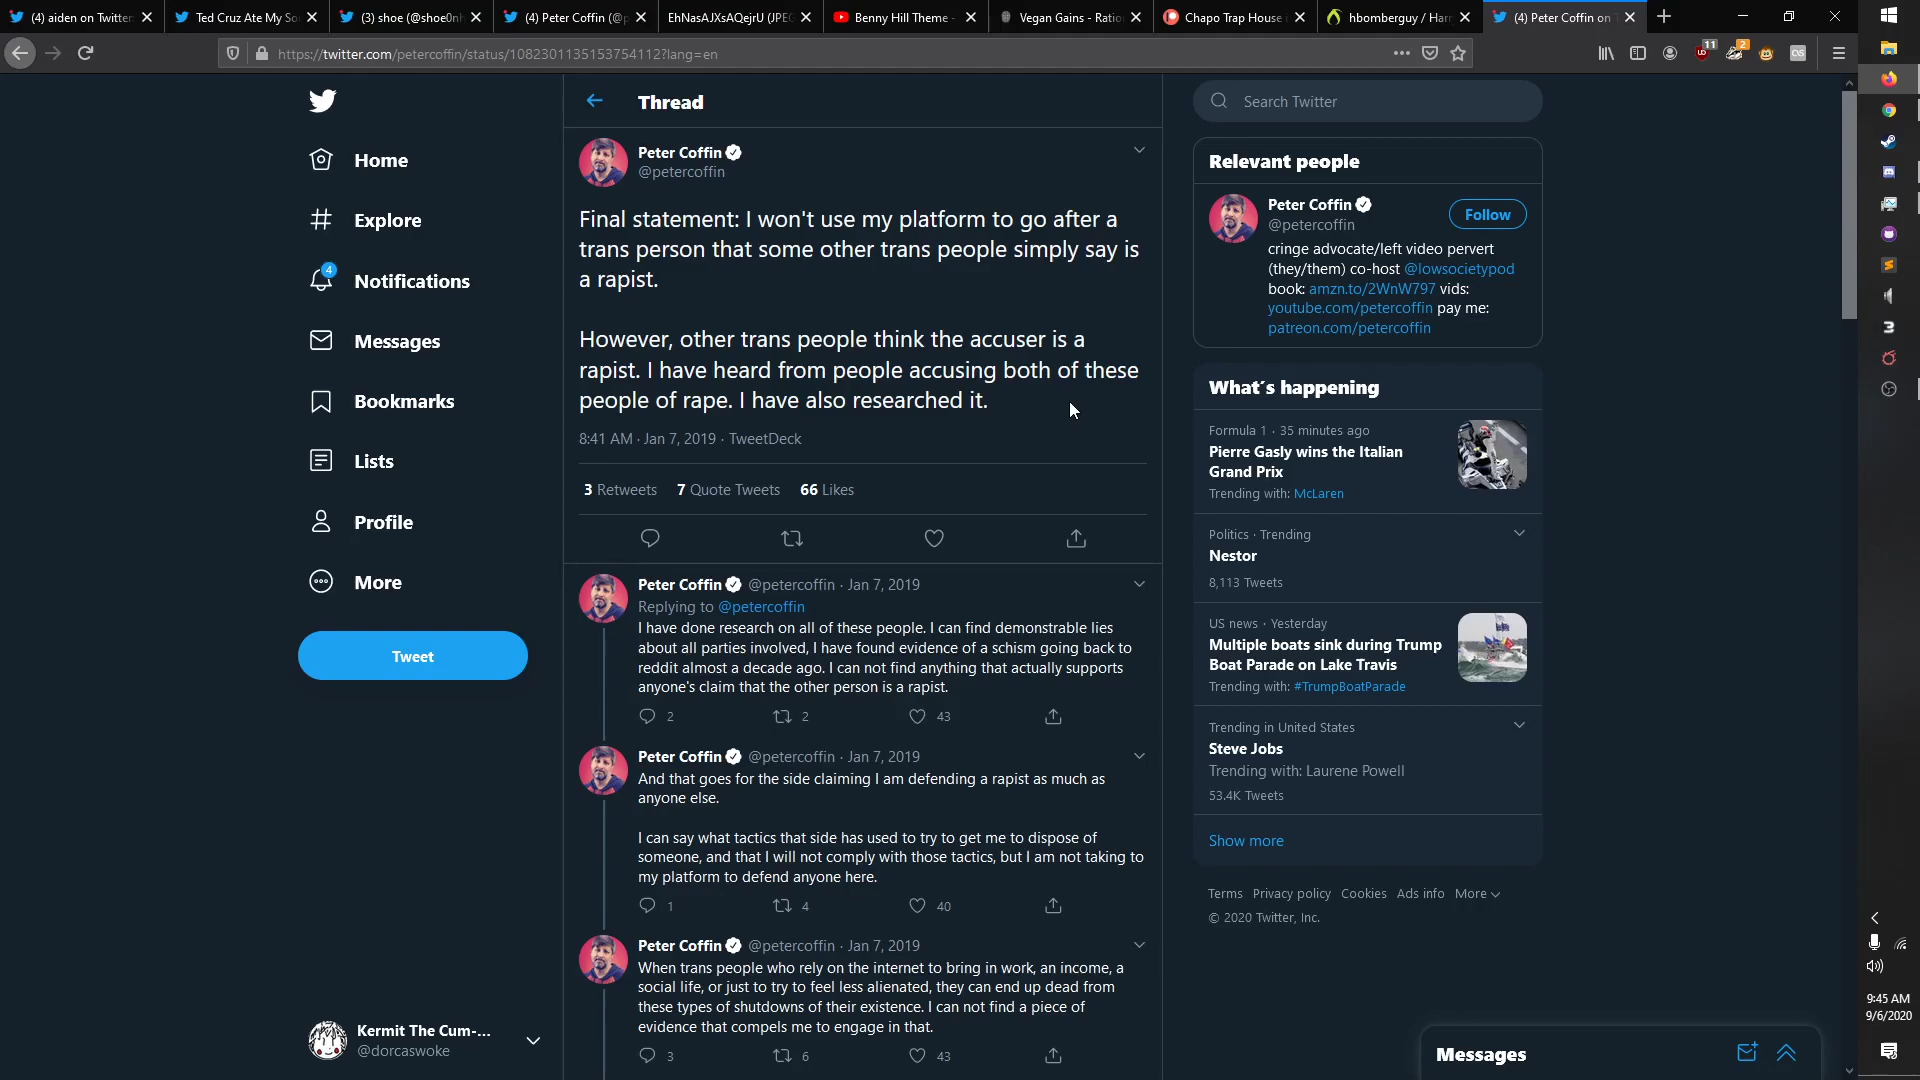 (4) aiden on Twitter
Ted Cruz Ate My So
(3) shoe (@shoe0nh
(4) Peter Coffin (@p
EhNasAJXsAQejrU (JPEG
Benny Hill Theme -
Vegan Gains - Ratio
Chapo Trap House
hbomberguy / Harr
(4) Peter Coffin on T
https://twitter.com/petercoffin/status/1082301135153754112?lang=en
11
2
Home
Explore
4
Notifications
Messages
Bookmarks
Lists
Profile
More
Tweet
Kermit The Cum-...
@dorcaswoke
Thread
Peter Coffin
@petercoffin
Final statement: I won't use my platform to go after a
trans person that some other trans people simply say is
a rapist.
However, other trans people think the accuser is a
rapist. I have heard from people accusing both of these
people of rape. I have also researched it.
8:41 AM · Jan 7, 2019 · TweetDeck
3 Retweets 7 Quote Tweets 66 Likes
Peter Coffin @petercoffin · Jan 7, 2019
Replying to @petercoffin
I have done research on all of these people. I can find demonstrable lies
about all parties involved, I have found evidence of a schism going back to
reddit almost a decade ago. I can not find anything that actually supports
anyone's claim that the other person is a rapist.
2 2 43
Peter Coffin @petercoffin · Jan 7, 2019
And that goes for the side claiming I am defending a rapist as much as
anyone else.
I can say what tactics that side has used to try to get me to dispose of
someone, and that I will not comply with those tactics, but I am not taking to
my platform to defend anyone here.
1 4 40
Peter Coffin @petercoffin · Jan 7, 2019
When trans people who rely on the internet to bring in work, an income, a
social life, or just to try to feel less alienated, they can end up dead from
these types of shutdowns of their existence. I can not find a piece of
evidence that compels me to engage in that.
3 6 43
Search Twitter
Relevant people
Peter Coffin
@petercoffin
Follow
cringe advocate/left video pervert
(they/them) co-host @lowsocietypod
book: amzn.to/2WnW797 vids:
youtube.com/petercoffin pay me:
patreon.com/petercoffin
What's happening
Formula 1 · 35 minutes ago
Pierre Gasly wins the Italian
Grand Prix
Trending with: McLaren
Politics · Trending
Nestor
8,113 Tweets
US news · Yesterday
Multiple boats sink during Trump
Boat Parade on Lake Travis
Trending with: #TrumpBoatParade
Trending in United States
Steve Jobs
Trending with: Laurene Powell
53.4K Tweets
Show more
Terms Privacy policy Cookies Ads info More
© 2020 Twitter, Inc.
Messages
9:45 AM
9/6/2020